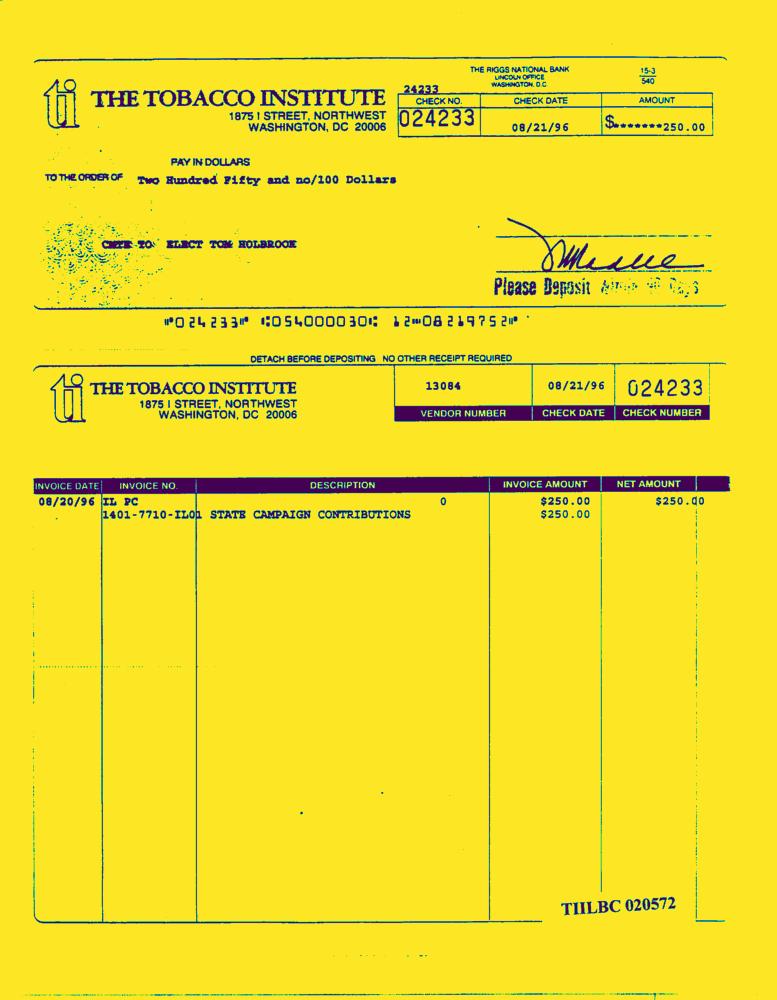 THE RIGGS NATIONAL BANK
LINCOLN OFFICE
WASHINGTON, D.C.
15-3
540
ti THE TOBACCO INSTITUTE
1875 I STREET, NORTHWEST
WASHINGTON, DC 20006
24233
CHECK NO. CHECK DATE AMOUNT
024233 08/21/96 $*******250.00
PAY IN DOLLARS
TO THE ORDER OF Two Hundred Fifty and no/100 Dollars
CMTE TO ELECT TOM HOLBROOK
Please Deposit
⑈024233⑈ ⑆054000030⑆ 12⑉08219752⑈
DETACH BEFORE DEPOSITING NO OTHER RECEIPT REQUIRED
ti THE TOBACCO INSTITUTE
1875 I STREET, NORTHWEST
WASHINGTON, DC 20006
13084 08/21/96 024233
VENDOR NUMBER CHECK DATE CHECK NUMBER
INVOICE DATE INVOICE NO. DESCRIPTION INVOICE AMOUNT NET AMOUNT
08/20/96 IL PC 0 $250.00 $250.00
1401-7710-IL01 STATE CAMPAIGN CONTRIBUTIONS $250.00
TIILBC 020572